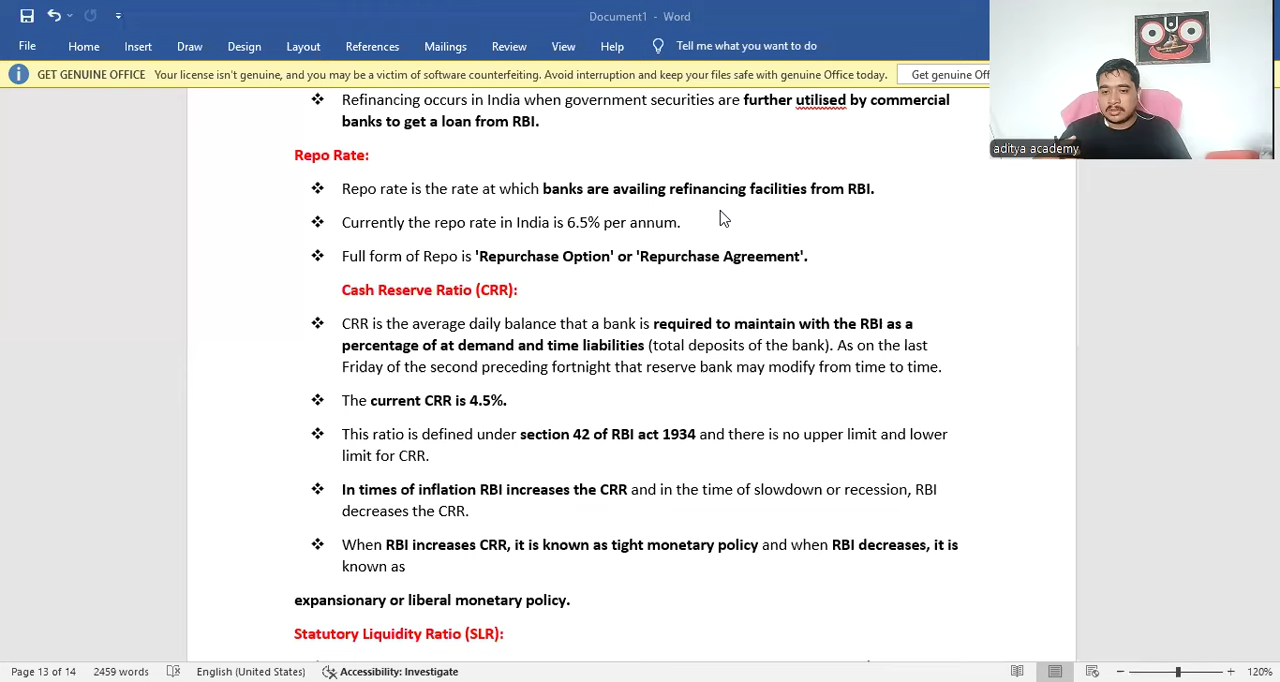 Document1 - Word
File Home Insert Draw Design Layout References Mailings Review View Help Tell me what you want to do
GET GENUINE OFFICE Your license isn't genuine, and you may be a victim of software counterfeiting. Avoid interruption and keep your files safe with genuine Office today. Get genuine Off
aditya academy
❖ Refinancing occurs in India when government securities are further utilised by commercial
banks to get a loan from RBI.
Repo Rate:
❖ Repo rate is the rate at which banks are availing refinancing facilities from RBI.
❖ Currently the repo rate in India is 6.5% per annum.
❖ Full form of Repo is 'Repurchase Option' or 'Repurchase Agreement'.
Cash Reserve Ratio (CRR):
❖ CRR is the average daily balance that a bank is required to maintain with the RBI as a
percentage of at demand and time liabilities (total deposits of the bank). As on the last
Friday of the second preceding fortnight that reserve bank may modify from time to time.
❖ The current CRR is 4.5%.
❖ This ratio is defined under section 42 of RBI act 1934 and there is no upper limit and lower
limit for CRR.
❖ In times of inflation RBI increases the CRR and in the time of slowdown or recession, RBI
decreases the CRR.
❖ When RBI increases CRR, it is known as tight monetary policy and when RBI decreases, it is
known as
expansionary or liberal monetary policy.
Statutory Liquidity Ratio (SLR):
Page 13 of 14 2459 words English (United States) Accessibility: Investigate 120%